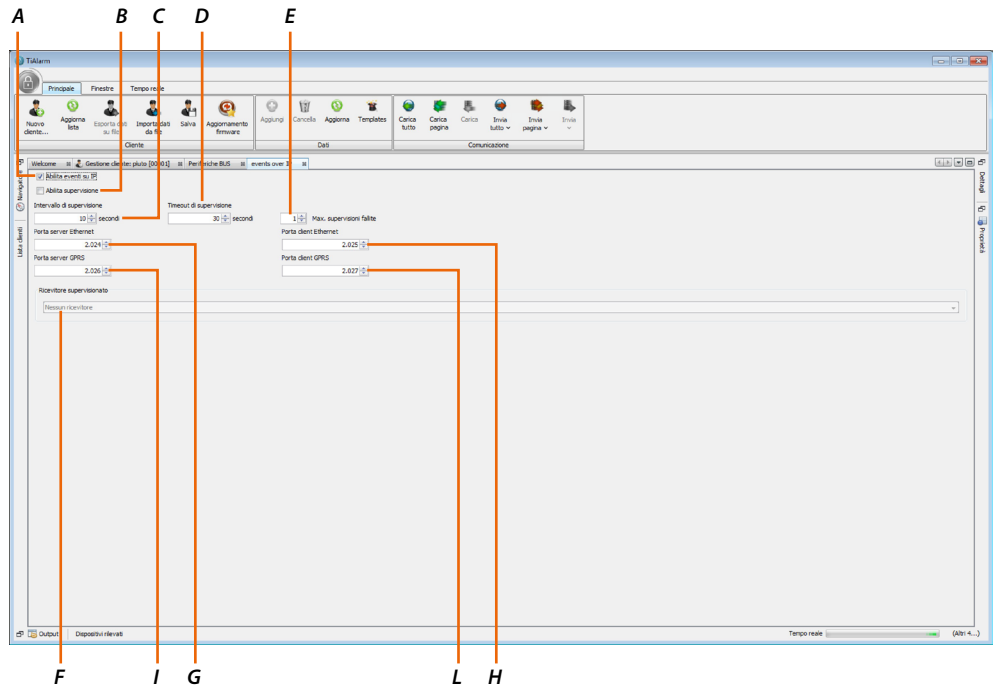 A B C D E
TiAlarm
Principale Finestre Tempo reale
Nuovo cliente... Aggiorna lista Esporta dati su file Importa dati da file Salva Aggiornamento firmware Aggiungi Cancella Aggiorna Templates Carica tutto Carica pagina Carica Invia tutto Invia pagina Invia
Cliente Dati Comunicazione
Welcome Gestione cliente: pluto [00001] Periferiche BUS events over IP
Navigatore
Lista clienti
Dettagli
Proprietà
Abilita eventi su IP
Abilita supervisione
Intervallo di supervisione Timeout di supervisione
10 secondi 30 secondi 1 Max. supervisioni fallite
Porta server Ethernet Porta client Ethernet
2.024 2.025
Porta server GPRS Porta client GPRS
2.026 2.027
Ricevitore supervisionato
Nessun ricevitore
Output Dispositivi rilevati Tempo reale (Altri 4...)
F I G L H